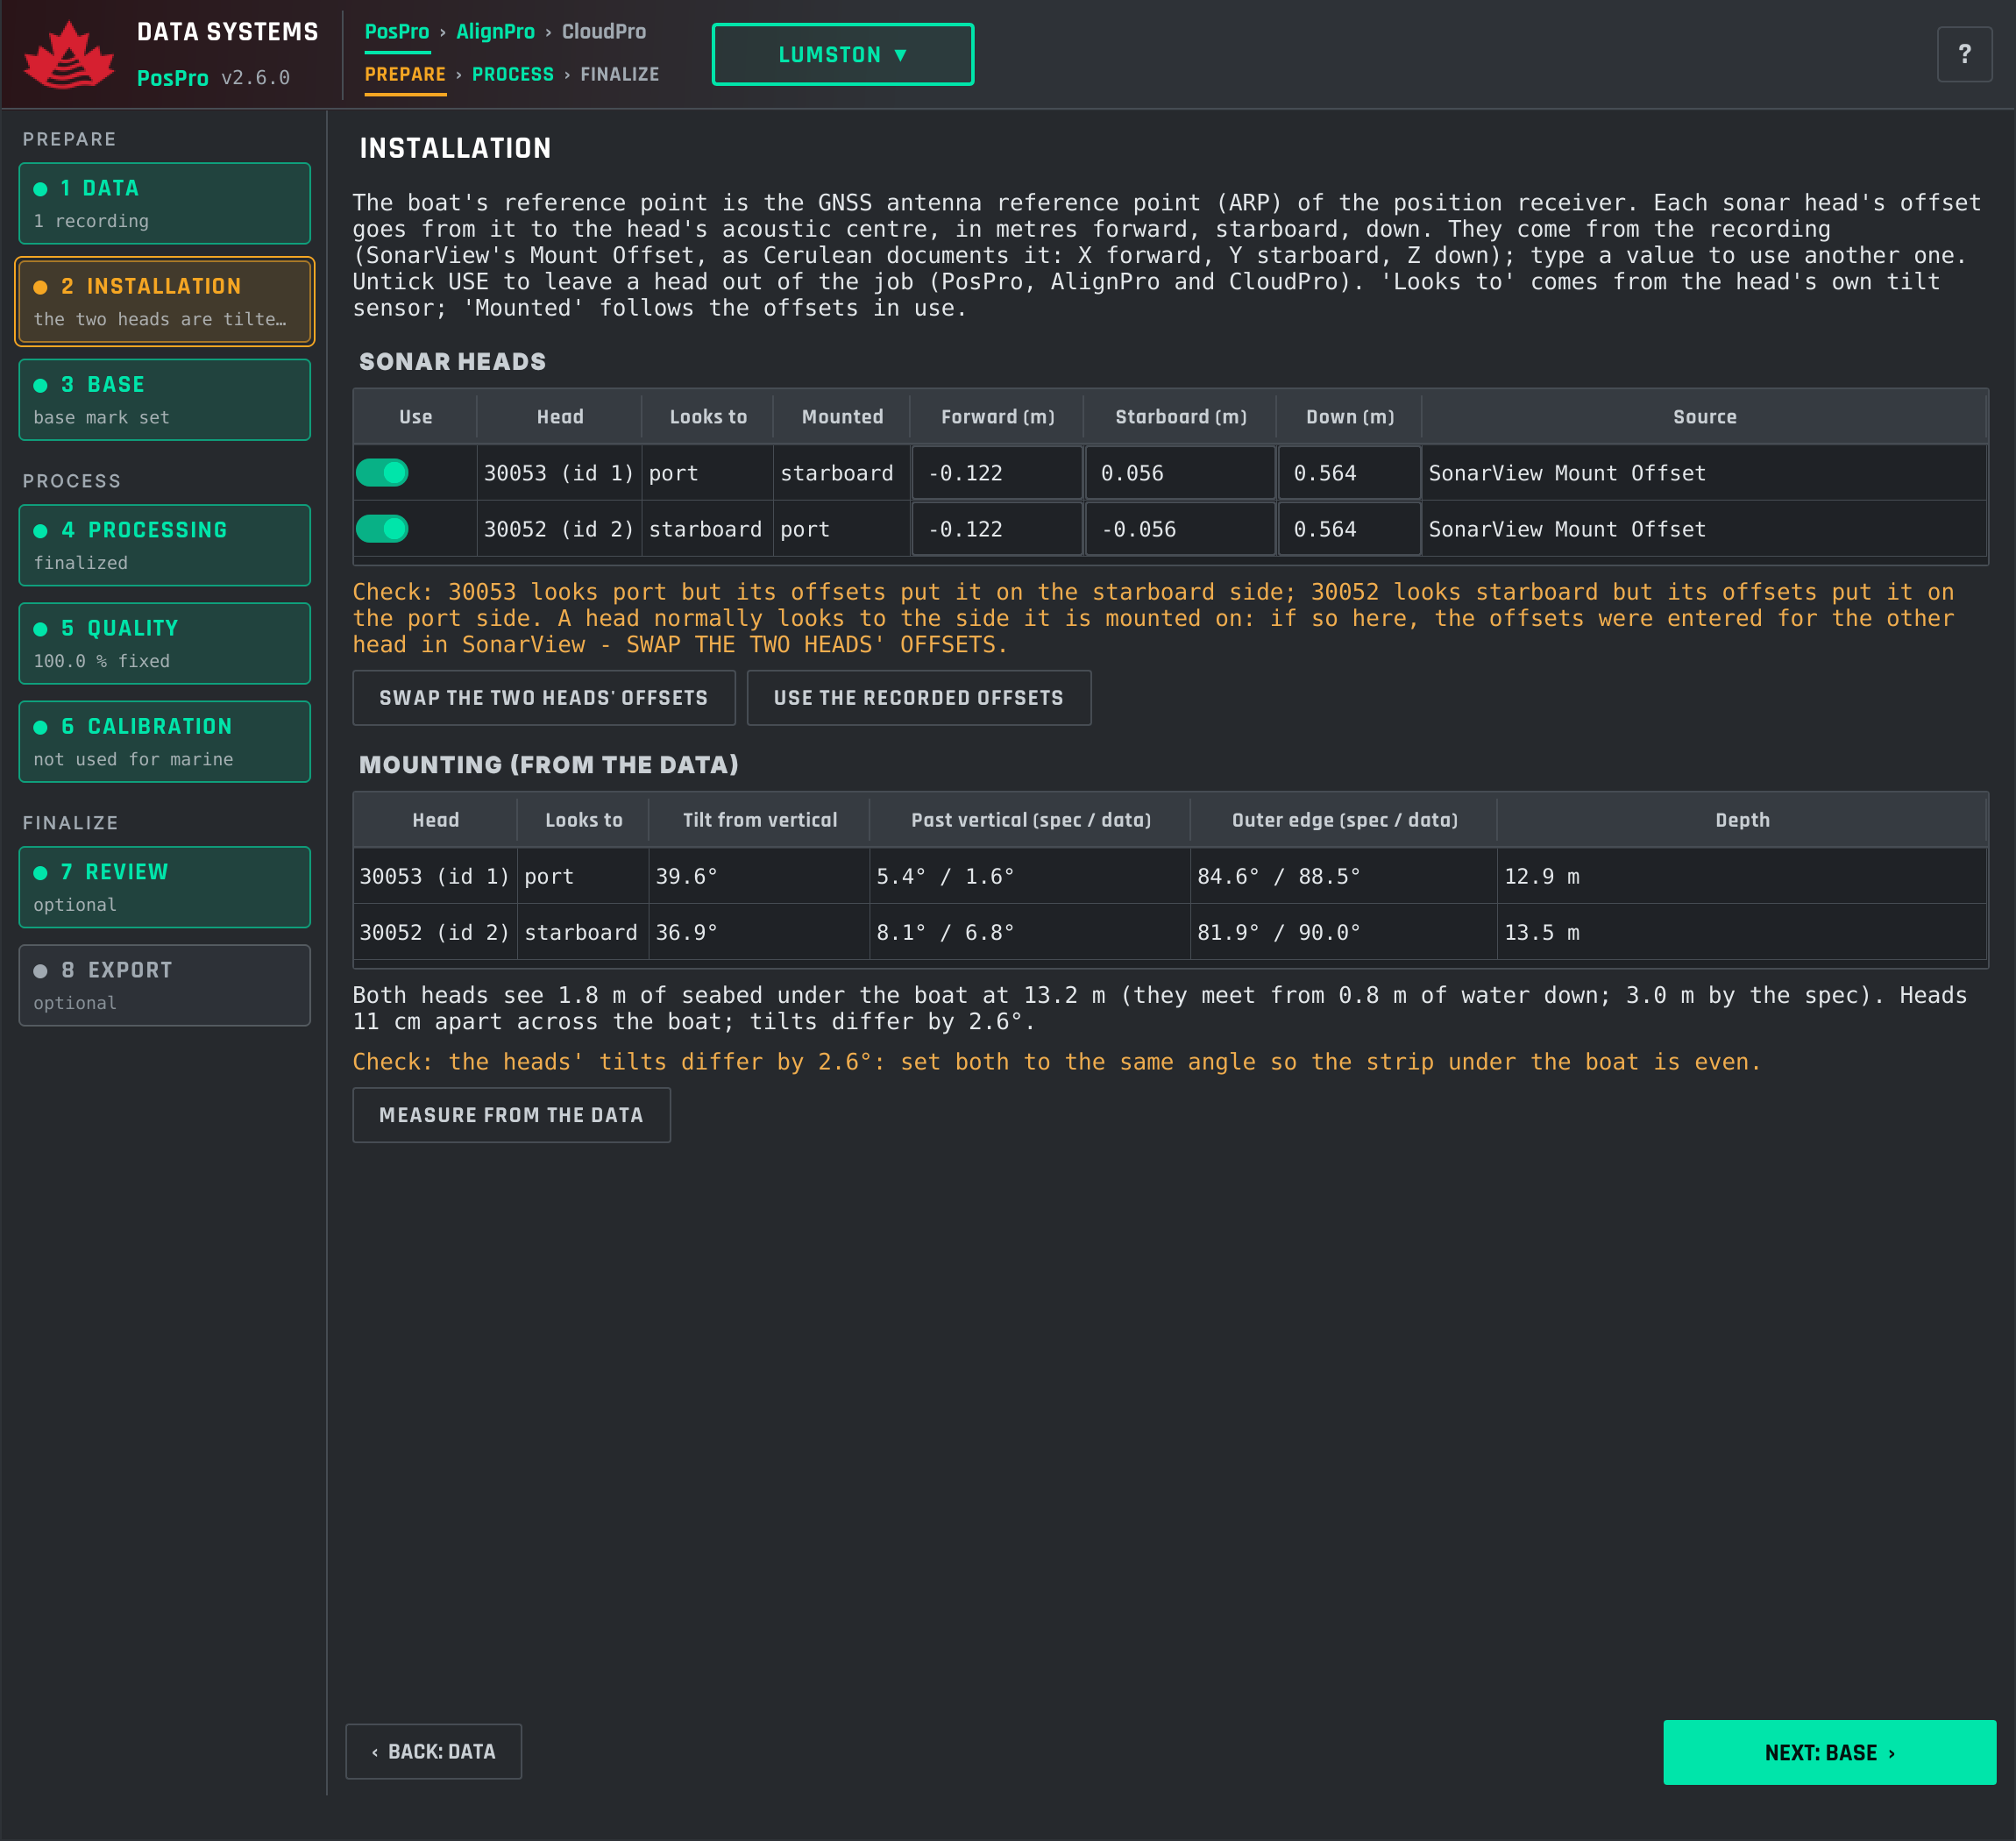 DATA SYSTEMS
PosPro v2.6.0
PosPro › AlignPro › CloudPro
PREPARE › PROCESS › FINALIZE
LUMSTON ▼
?
PREPARE
1 DATA
1 recording
2 INSTALLATION
the two heads are tilte…
3 BASE
base mark set
PROCESS
4 PROCESSING
finalized
5 QUALITY
100.0 % fixed
6 CALIBRATION
not used for marine
FINALIZE
7 REVIEW
optional
8 EXPORT
optional
INSTALLATION
The boat's reference point is the GNSS antenna reference point (ARP) of the position receiver. Each sonar head's offset
goes from it to the head's acoustic centre, in metres forward, starboard, down. They come from the recording
(SonarView's Mount Offset, as Cerulean documents it: X forward, Y starboard, Z down); type a value to use another one.
Untick USE to leave a head out of the job (PosPro, AlignPro and CloudPro). 'Looks to' comes from the head's own tilt
sensor; 'Mounted' follows the offsets in use.
SONAR HEADS
Use Head Looks to Mounted Forward (m) Starboard (m) Down (m) Source
30053 (id 1) port starboard -0.122 0.056 0.564 SonarView Mount Offset
30052 (id 2) starboard port -0.122 -0.056 0.564 SonarView Mount Offset
Check: 30053 looks port but its offsets put it on the starboard side; 30052 looks starboard but its offsets put it on
the port side. A head normally looks to the side it is mounted on: if so here, the offsets were entered for the other
head in SonarView - SWAP THE TWO HEADS' OFFSETS.
SWAP THE TWO HEADS' OFFSETS USE THE RECORDED OFFSETS
MOUNTING (FROM THE DATA)
Head Looks to Tilt from vertical Past vertical (spec / data) Outer edge (spec / data) Depth
30053 (id 1) port 39.6° 5.4° / 1.6° 84.6° / 88.5° 12.9 m
30052 (id 2) starboard 36.9° 8.1° / 6.8° 81.9° / 90.0° 13.5 m
Both heads see 1.8 m of seabed under the boat at 13.2 m (they meet from 0.8 m of water down; 3.0 m by the spec). Heads
11 cm apart across the boat; tilts differ by 2.6°.
Check: the heads' tilts differ by 2.6°: set both to the same angle so the strip under the boat is even.
MEASURE FROM THE DATA
‹ BACK: DATA
NEXT: BASE ›